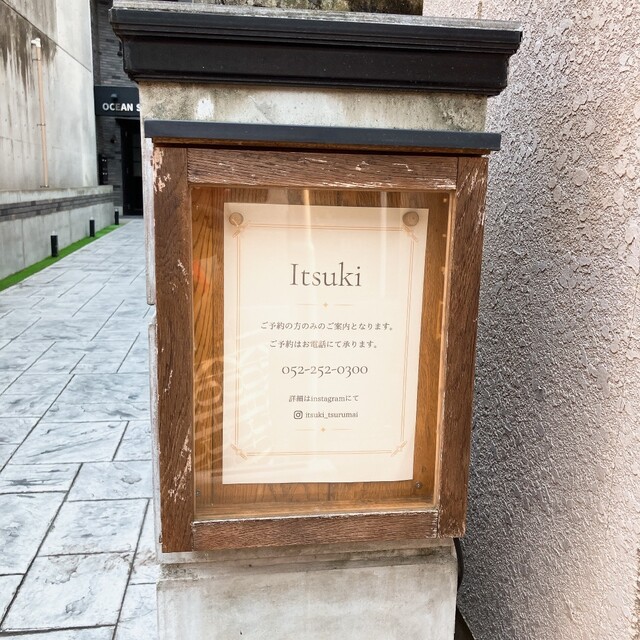 OCEAN S
Itsuki
ご予約の方のみのご案内となります。
ご予約はお電話にて承ります。
052-252-0300
詳細はinstagramにて
itsuki_tsurumai